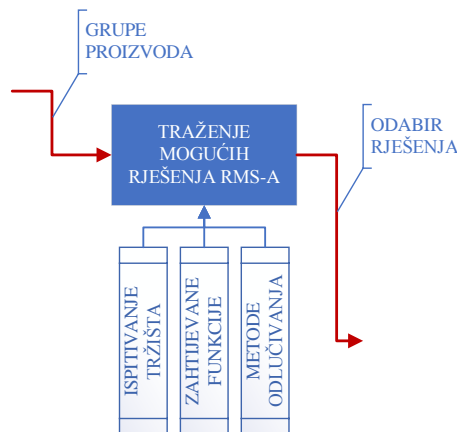 GRUPE
PROIZVODA
TRAŽENJE
MOGUĆIH
RJEŠENJA RMS-A
ODABIR
RJEŠENJA
ISPITIVANJE
TRŽIŠTA
ZAHTIJEVANE
FUNKCIJE
METODE
ODLUČIVANJA